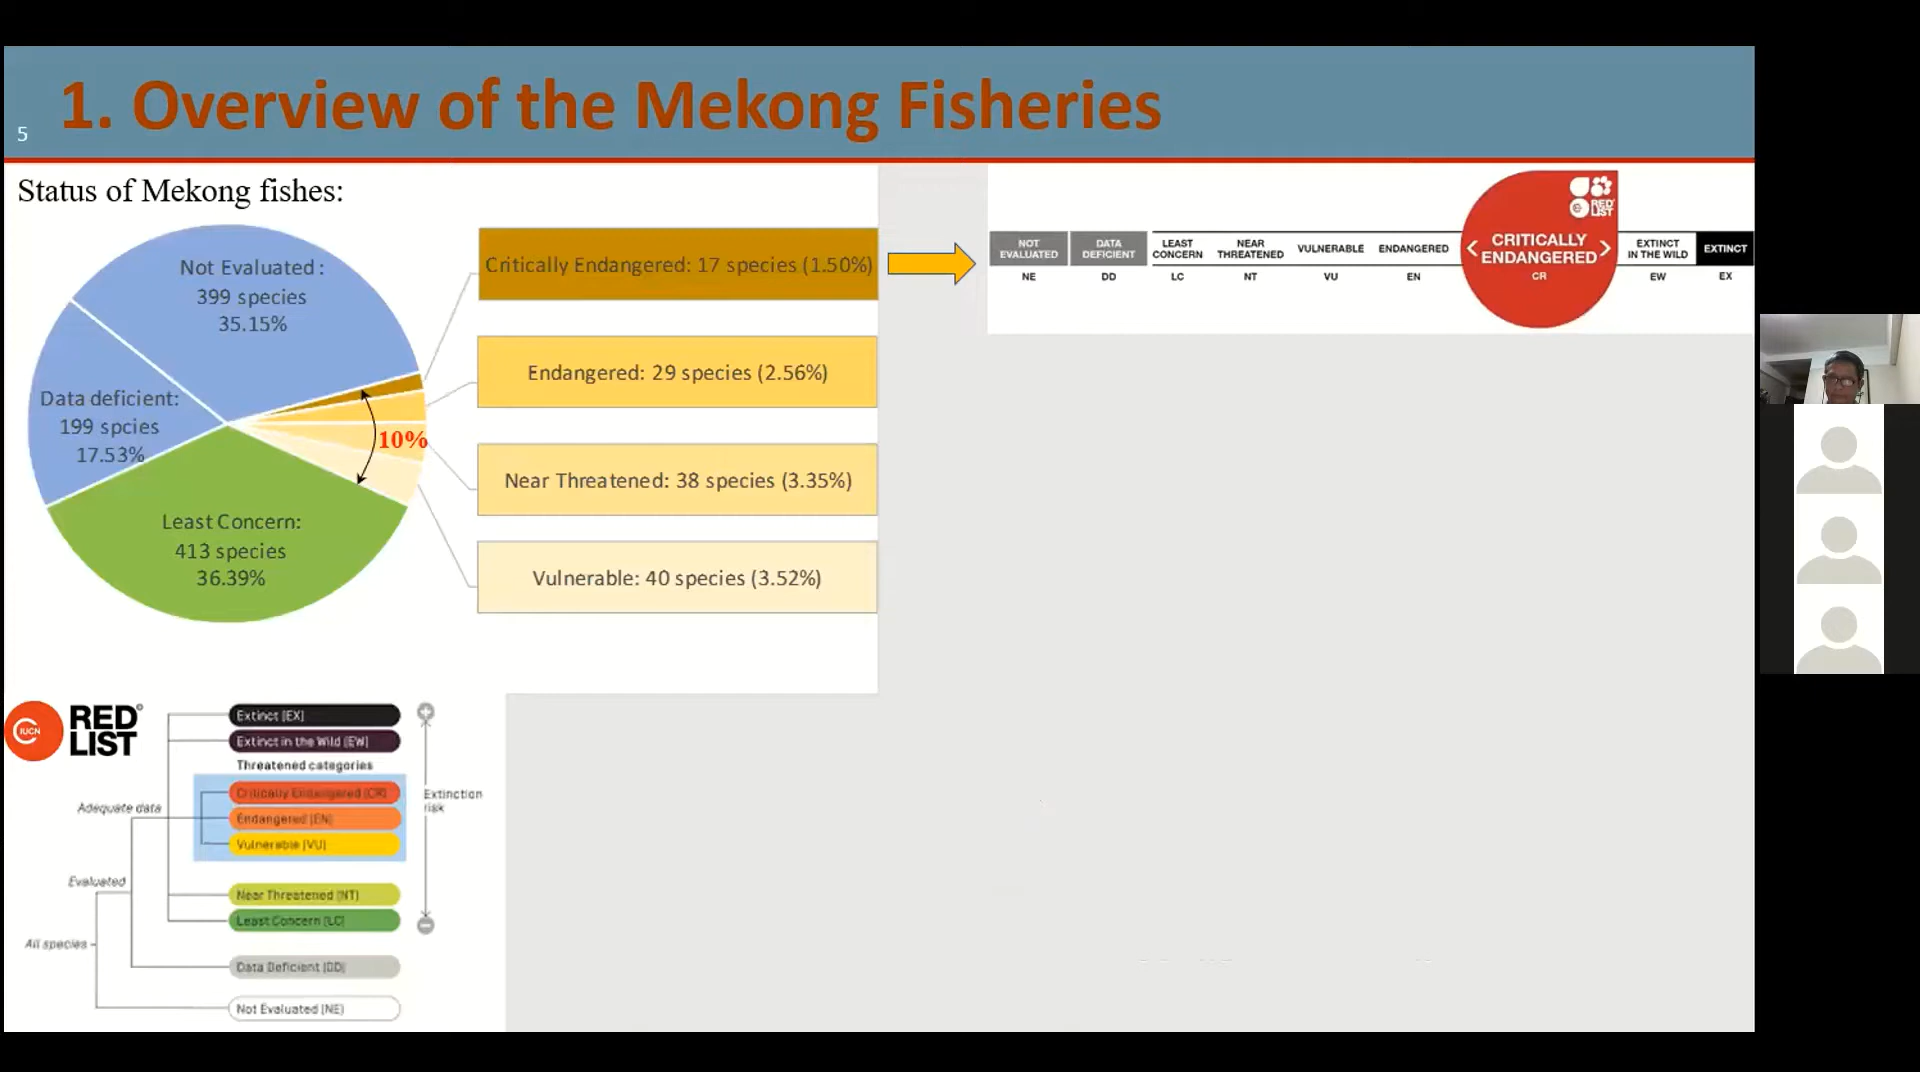 1. Overview of the Mekong Fisheries
5
Status of Mekong fishes:
Not Evaluated :
399 species
35.15%
Data deficient:
199 spcies
17.53%
Least Concern:
413 species
36.39%
10%
Critically Endangered: 17 species (1.50%)
Endangered: 29 species (2.56%)
Near Threatened: 38 species (3.35%)
Vulnerable: 40 species (3.52%)
NOT
EVALUATED
NE
DATA
DEFICIENT
DD
LEAST
CONCERN
LC
NEAR
THREATENED
NT
VULNERABLE
VU
ENDANGERED
EN
RED
LIST
< CRITICALLY >
ENDANGERED
CR
EXTINCT
IN THE WILD
EW
EXTINCT
EX
IUCN
RED
LIST
Extinct (EX)
Extinct in the Wild (EW)
Threatened categories
Critically Endangered (CR)
Endangered (EN)
Vulnerable (VU)
Near Threatened (NT)
Least Concern (LC)
Data Deficient (DD)
Not Evaluated (NE)
Adequate data
Evaluated
All species
+
Extinction
risk
−